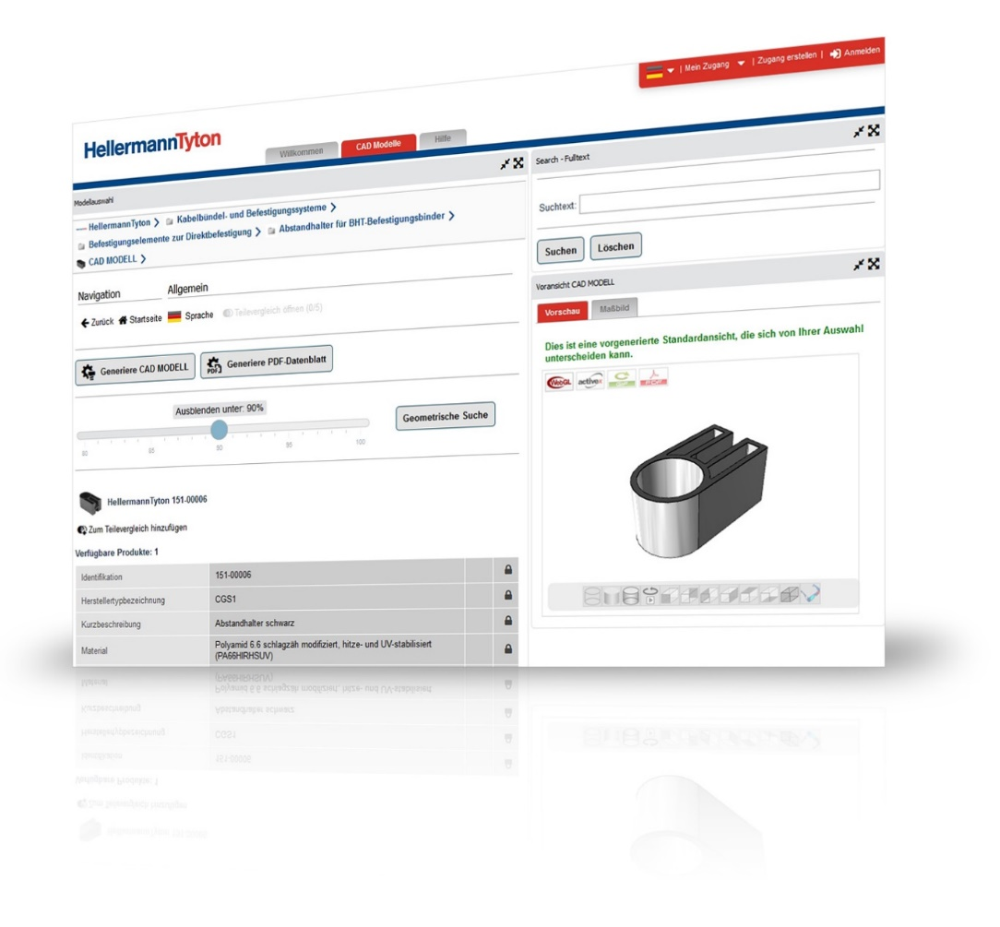 | Mein Zugang | Zugang erstellen | Anmelden
HellermannTyton
Willkommen
CAD Modelle
Hilfe
Modellauswahl
HellermannTyton > Kabelbündel- und Befestigungssysteme >
Befestigungselemente zur Direktbefestigung > Abstandhalter für BHT-Befestigungsbinder >
CAD MODELL >
Navigation Allgemein
Zurück Startseite Sprache Teilevergleich öffnen (0/5)
Generiere CAD MODELL
PDF Generiere PDF-Datenblatt
Ausblenden unter: 90%
80 85 90 95 100
Geometrische Suche
HellermannTyton 151-00006
Zum Teilevergleich hinzufügen
Verfügbare Produkte: 1
Identifikation 151-00006
Herstellertypbezeichnung CGS1
Kurzbeschreibung Abstandhalter schwarz
Material Polyamid 6.6 schlagzäh modifiziert, hitze- und UV-stabilisiert
(PA66HIRHSUV)
Search - Fulltext
Suchtext:
Suchen Löschen
Voransicht CAD MODELL
Vorschau Maßbild
Dies ist eine vorgenerierte Standardansicht, die sich von Ihrer Auswahl
unterscheiden kann.
WebGL activex PDF